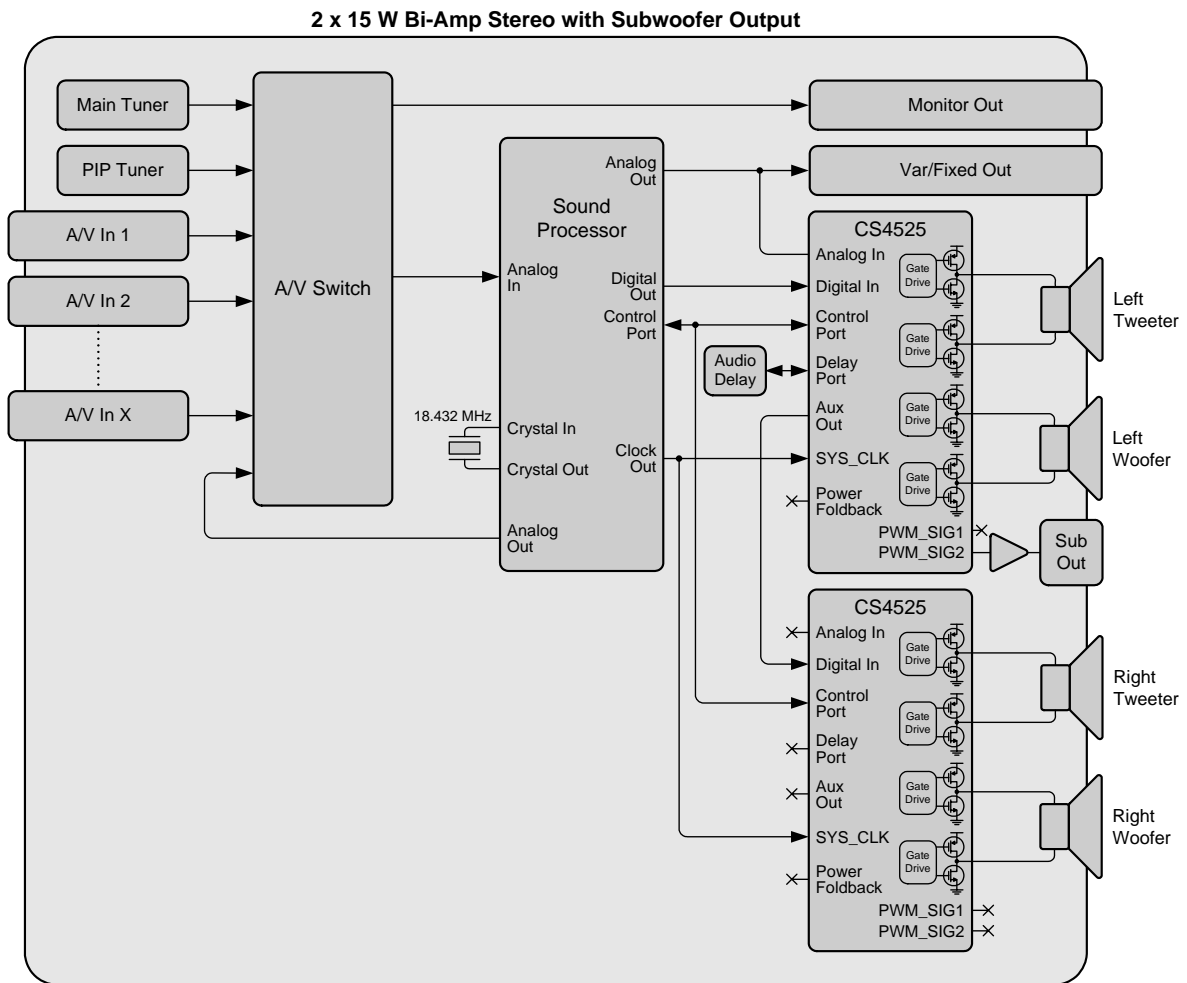 2 x 15 W Bi-Amp Stereo with Subwoofer Output
Main Tuner
PIP Tuner
A/V In 1
A/V In 2
A/V In X
A/V Switch
Sound
Processor
Analog
In
Analog
Out
Digital
Out
Control
Port
18.432 MHz
Crystal In
Crystal Out
Clock
Out
Analog
Out
Monitor Out
Var/Fixed Out
Audio
Delay
CS4525
Analog In
Digital In
Control
Port
Delay
Port
Aux
Out
SYS_CLK
Power
Foldback
PWM_SIG1
PWM_SIG2
Gate
Drive
Gate
Drive
Gate
Drive
Gate
Drive
Left
Tweeter
Left
Woofer
Sub
Out
CS4525
Analog In
Digital In
Control
Port
Delay
Port
Aux
Out
SYS_CLK
Power
Foldback
PWM_SIG1
PWM_SIG2
Gate
Drive
Gate
Drive
Gate
Drive
Gate
Drive
Right
Tweeter
Right
Woofer